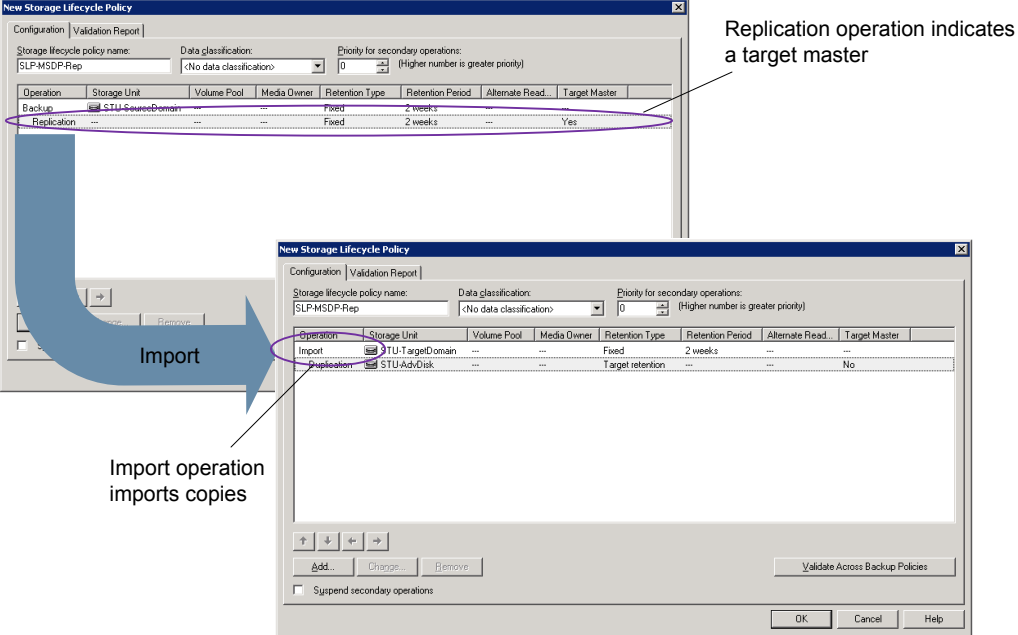 New Storage Lifecycle Policy
Configuration Validation Report
Storage lifecycle policy name: Data classification: Priority for secondary operations:
SLP-MSDP-Rep <No data classification> 0 (Higher number is greater priority)
Operation Storage Unit Volume Pool Media Owner Retention Type Retention Period Alternate Read... Target Master
Backup STU-SourceDomain --- --- Fixed 2 weeks --- ---
Replication --- --- --- Fixed 2 weeks --- Yes
Replication operation indicates
a target master
Remove
Import
New Storage Lifecycle Policy
Configuration Validation Report
Storage lifecycle policy name: Data classification: Priority for secondary operations:
SLP-MSDP-Rep <No data classification> 0 (Higher number is greater priority)
Operation Storage Unit Volume Pool Media Owner Retention Type Retention Period Alternate Read... Target Master
Import STU-TargetDomain --- --- Fixed 2 weeks --- ---
Duplication STU-AdvDisk --- --- Target retention --- --- No
Import operation
imports copies
Add... Change... Remove Validate Across Backup Policies
Suspend secondary operations
OK Cancel Help